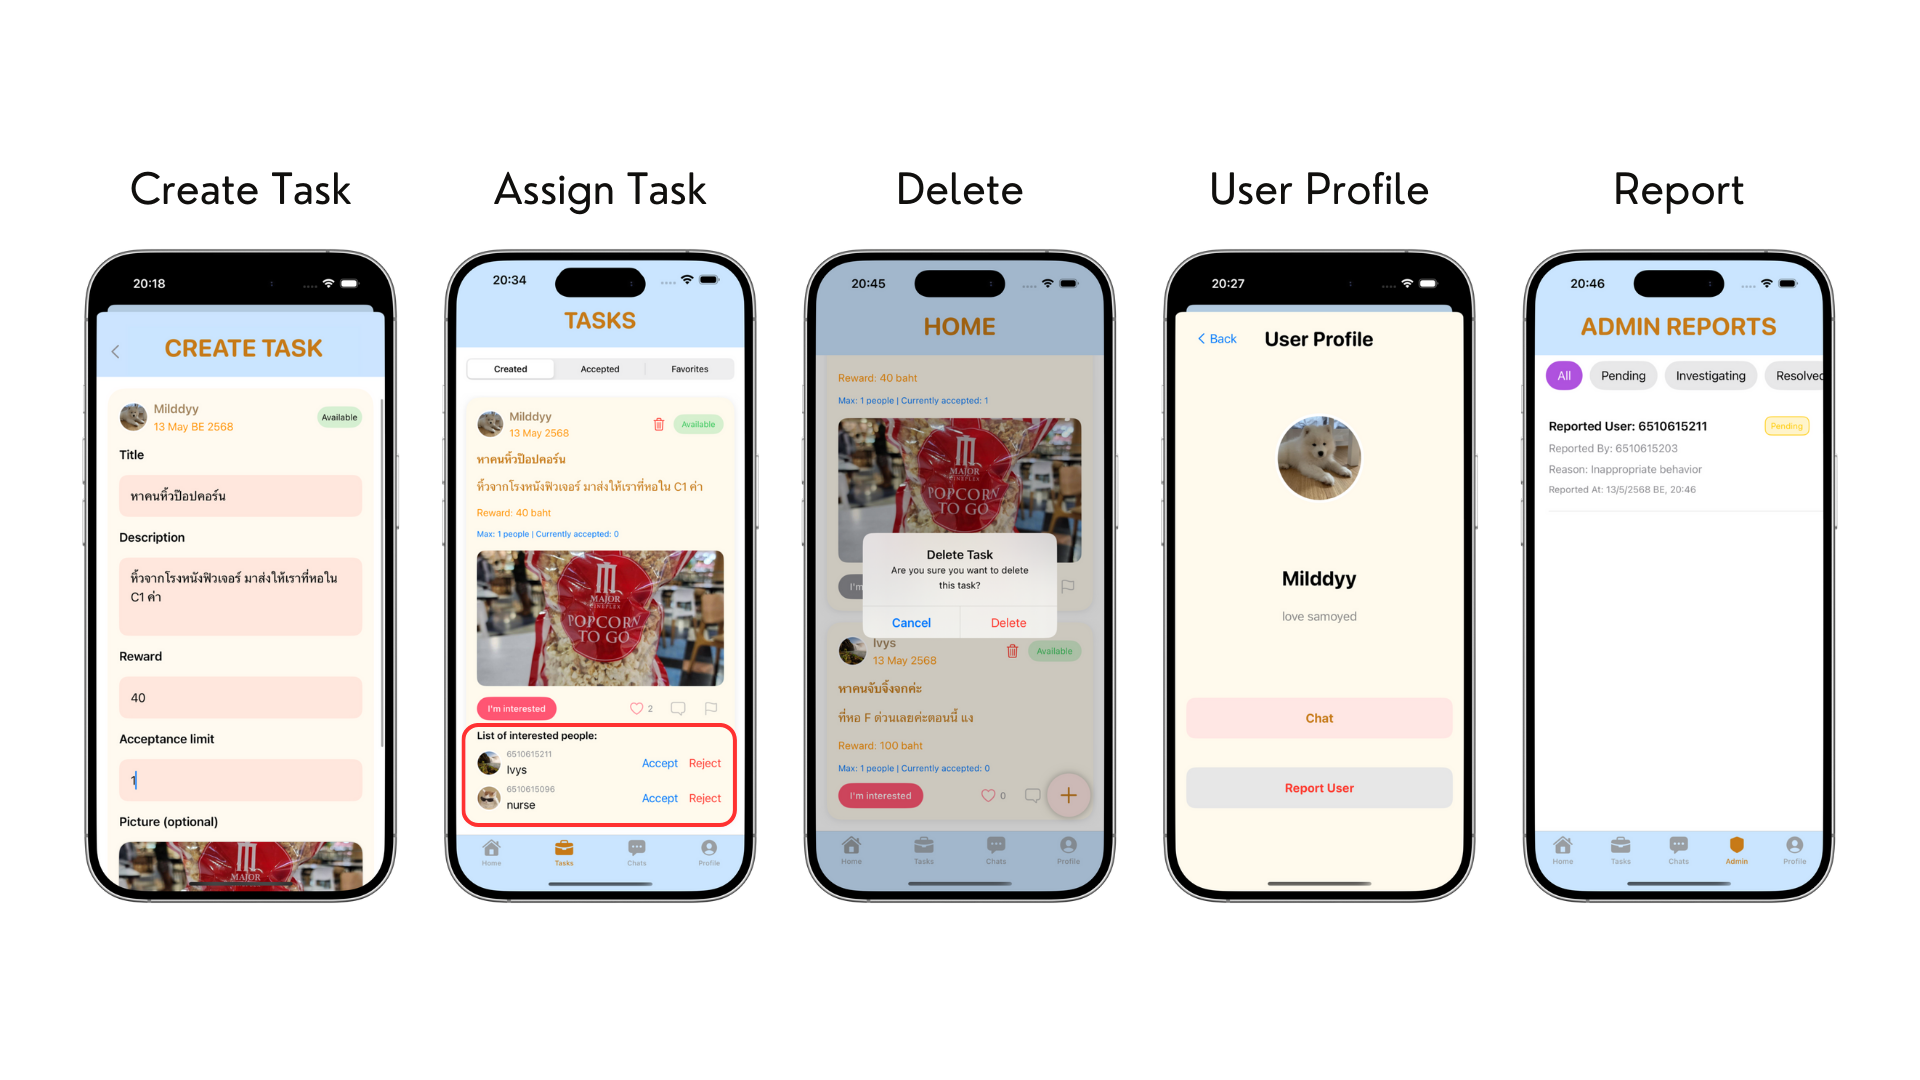 Create Task
20:18
CREATE TASK
Milddyy
13 May BE 2568
Available
Title
หาคนหิ้วป๊อปคอร์น
Description
หิ้วจากโรงหนังฟิวเจอร์ มาส่งให้เราที่หอใน
C1 ค่า
Reward
40
Acceptance limit
1
Picture (optional)
MAJOR
Assign Task
20:34
TASKS
Created
Accepted
Favorites
Milddyy
13 May 2568
Available
หาคนหิ้วป๊อปคอร์น
หิ้วจากโรงหนังฟิวเจอร์ มาส่งให้เราที่หอใน C1 ค่า
Reward: 40 baht
Max: 1 people | Currently accepted: 0
MAJOR
CINEPLEX
POPCORN
TO GO
I'm interested
2
List of interested people:
6510615211
Ivys
Accept
Reject
6510615096
nurse
Accept
Reject
Home
Tasks
Chats
Profile
Delete
20:45
HOME
Reward: 40 baht
Max: 1 people | Currently accepted: 1
MAJOR
CINEPLEX
POPCORN
TO GO
I'm
Delete Task
Are you sure you want to delete
this task?
Cancel
Delete
Ivys
13 May 2568
Available
หาคนจับจิ้งจกค่ะ
ที่หอ F ด่วนเลยค่ะตอนนี้ แง
Reward: 100 baht
Max: 1 people | Currently accepted: 0
I'm interested
0
Home
Tasks
Chats
Profile
User Profile
20:27
Back
User Profile
Milddyy
love samoyed
Chat
Report User
Report
20:46
ADMIN REPORTS
All
Pending
Investigating
Resolved
Reported User: 6510615211
Pending
Reported By: 6510615203
Reason: Inappropriate behavior
Reported At: 13/5/2568 BE, 20:46
Home
Tasks
Chats
Admin
Profile